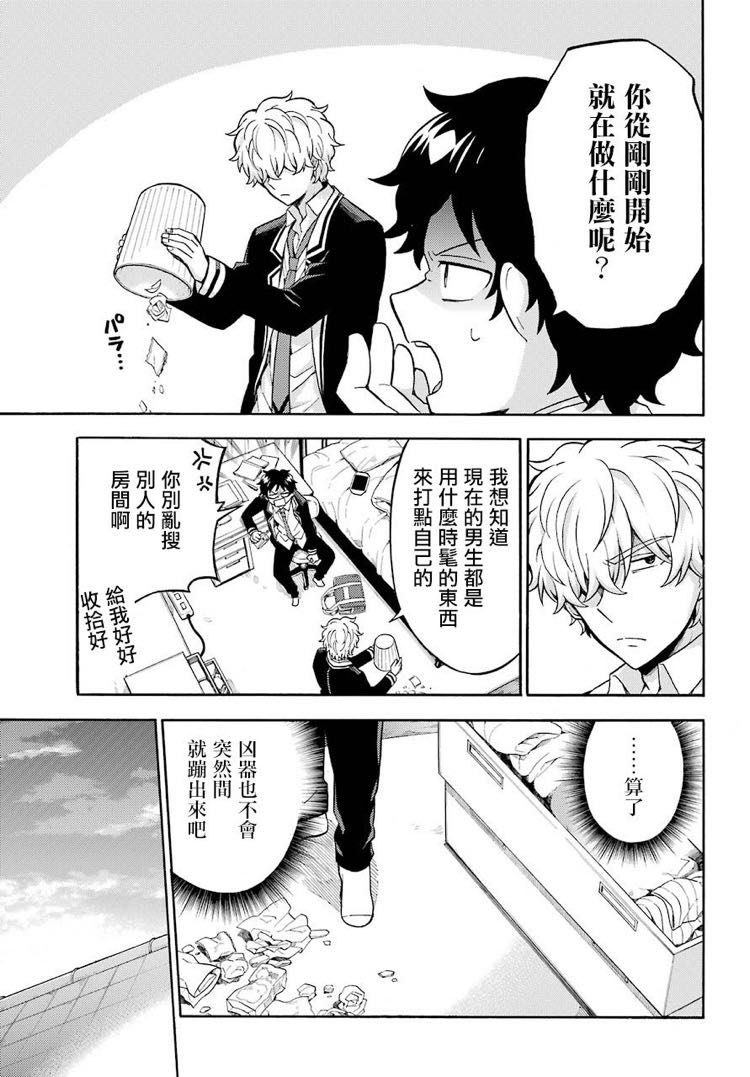 你從剛剛開始
就在做什麼呢？
パラ…
我想知道
現在的男生都是
用什麼時髦的東西
來打點自己的
你別亂搜
別人的
房間啊
給我好好
收拾好
……算了
凶器也不會
突然間
就蹦出來吧